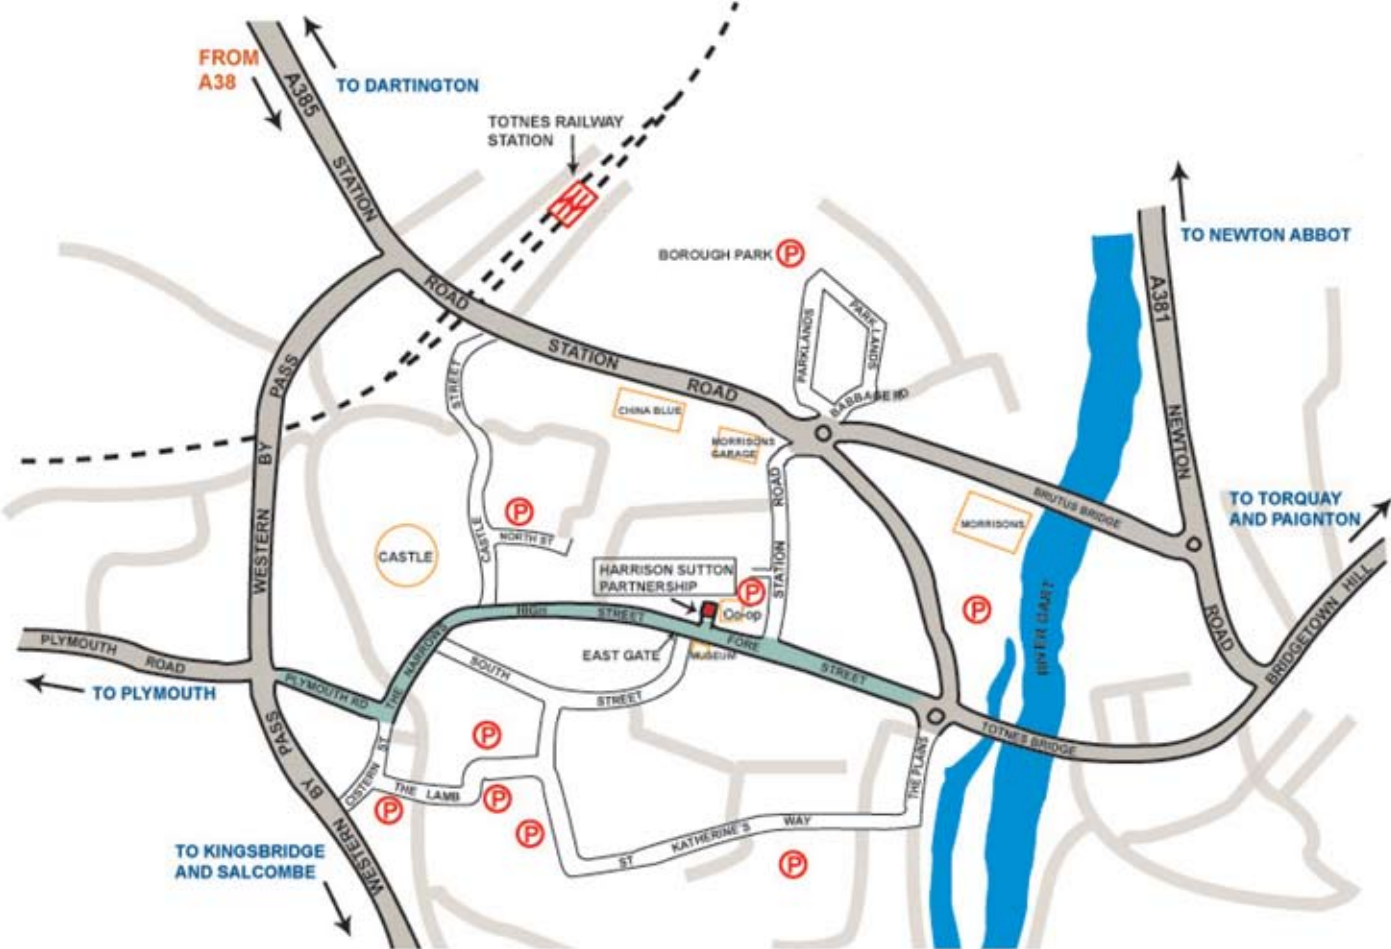 FROM
A38
TO DARTINGTON
A385
STATION
ROAD
TOTNES RAILWAY
STATION
BOROUGH PARK
P
PARKLANDS
PARK LANDS
BABBAGE RD
TO NEWTON ABBOT
A381
NEWTON
ROAD
STATION
ROAD
CHINA BLUE
MORRISONS
GARAGE
STATION ROAD
BRUTUS BRIDGE
MORRISONS
TO TORQUAY
AND PAIGNTON
BRIDGETOWN HILL
WESTERN BY PASS
CASTLE STREET
P
NORTH ST
CASTLE
HARRISON SUTTON
PARTNERSHIP
P
Co-op
P
RIVER DART
HIGH STREET
FORE STREET
EAST GATE
MUSEUM
PLYMOUTH ROAD
TO PLYMOUTH
PLYMOUTH RD
THE NARROWS
SOUTH STREET
TOTNES BRIDGE
THE PLAINS
P
CISTERN ST
THE LAMB
P
P
P
ST KATHERINE'S WAY
P
WESTERN BY PASS
TO KINGSBRIDGE
AND SALCOMBE